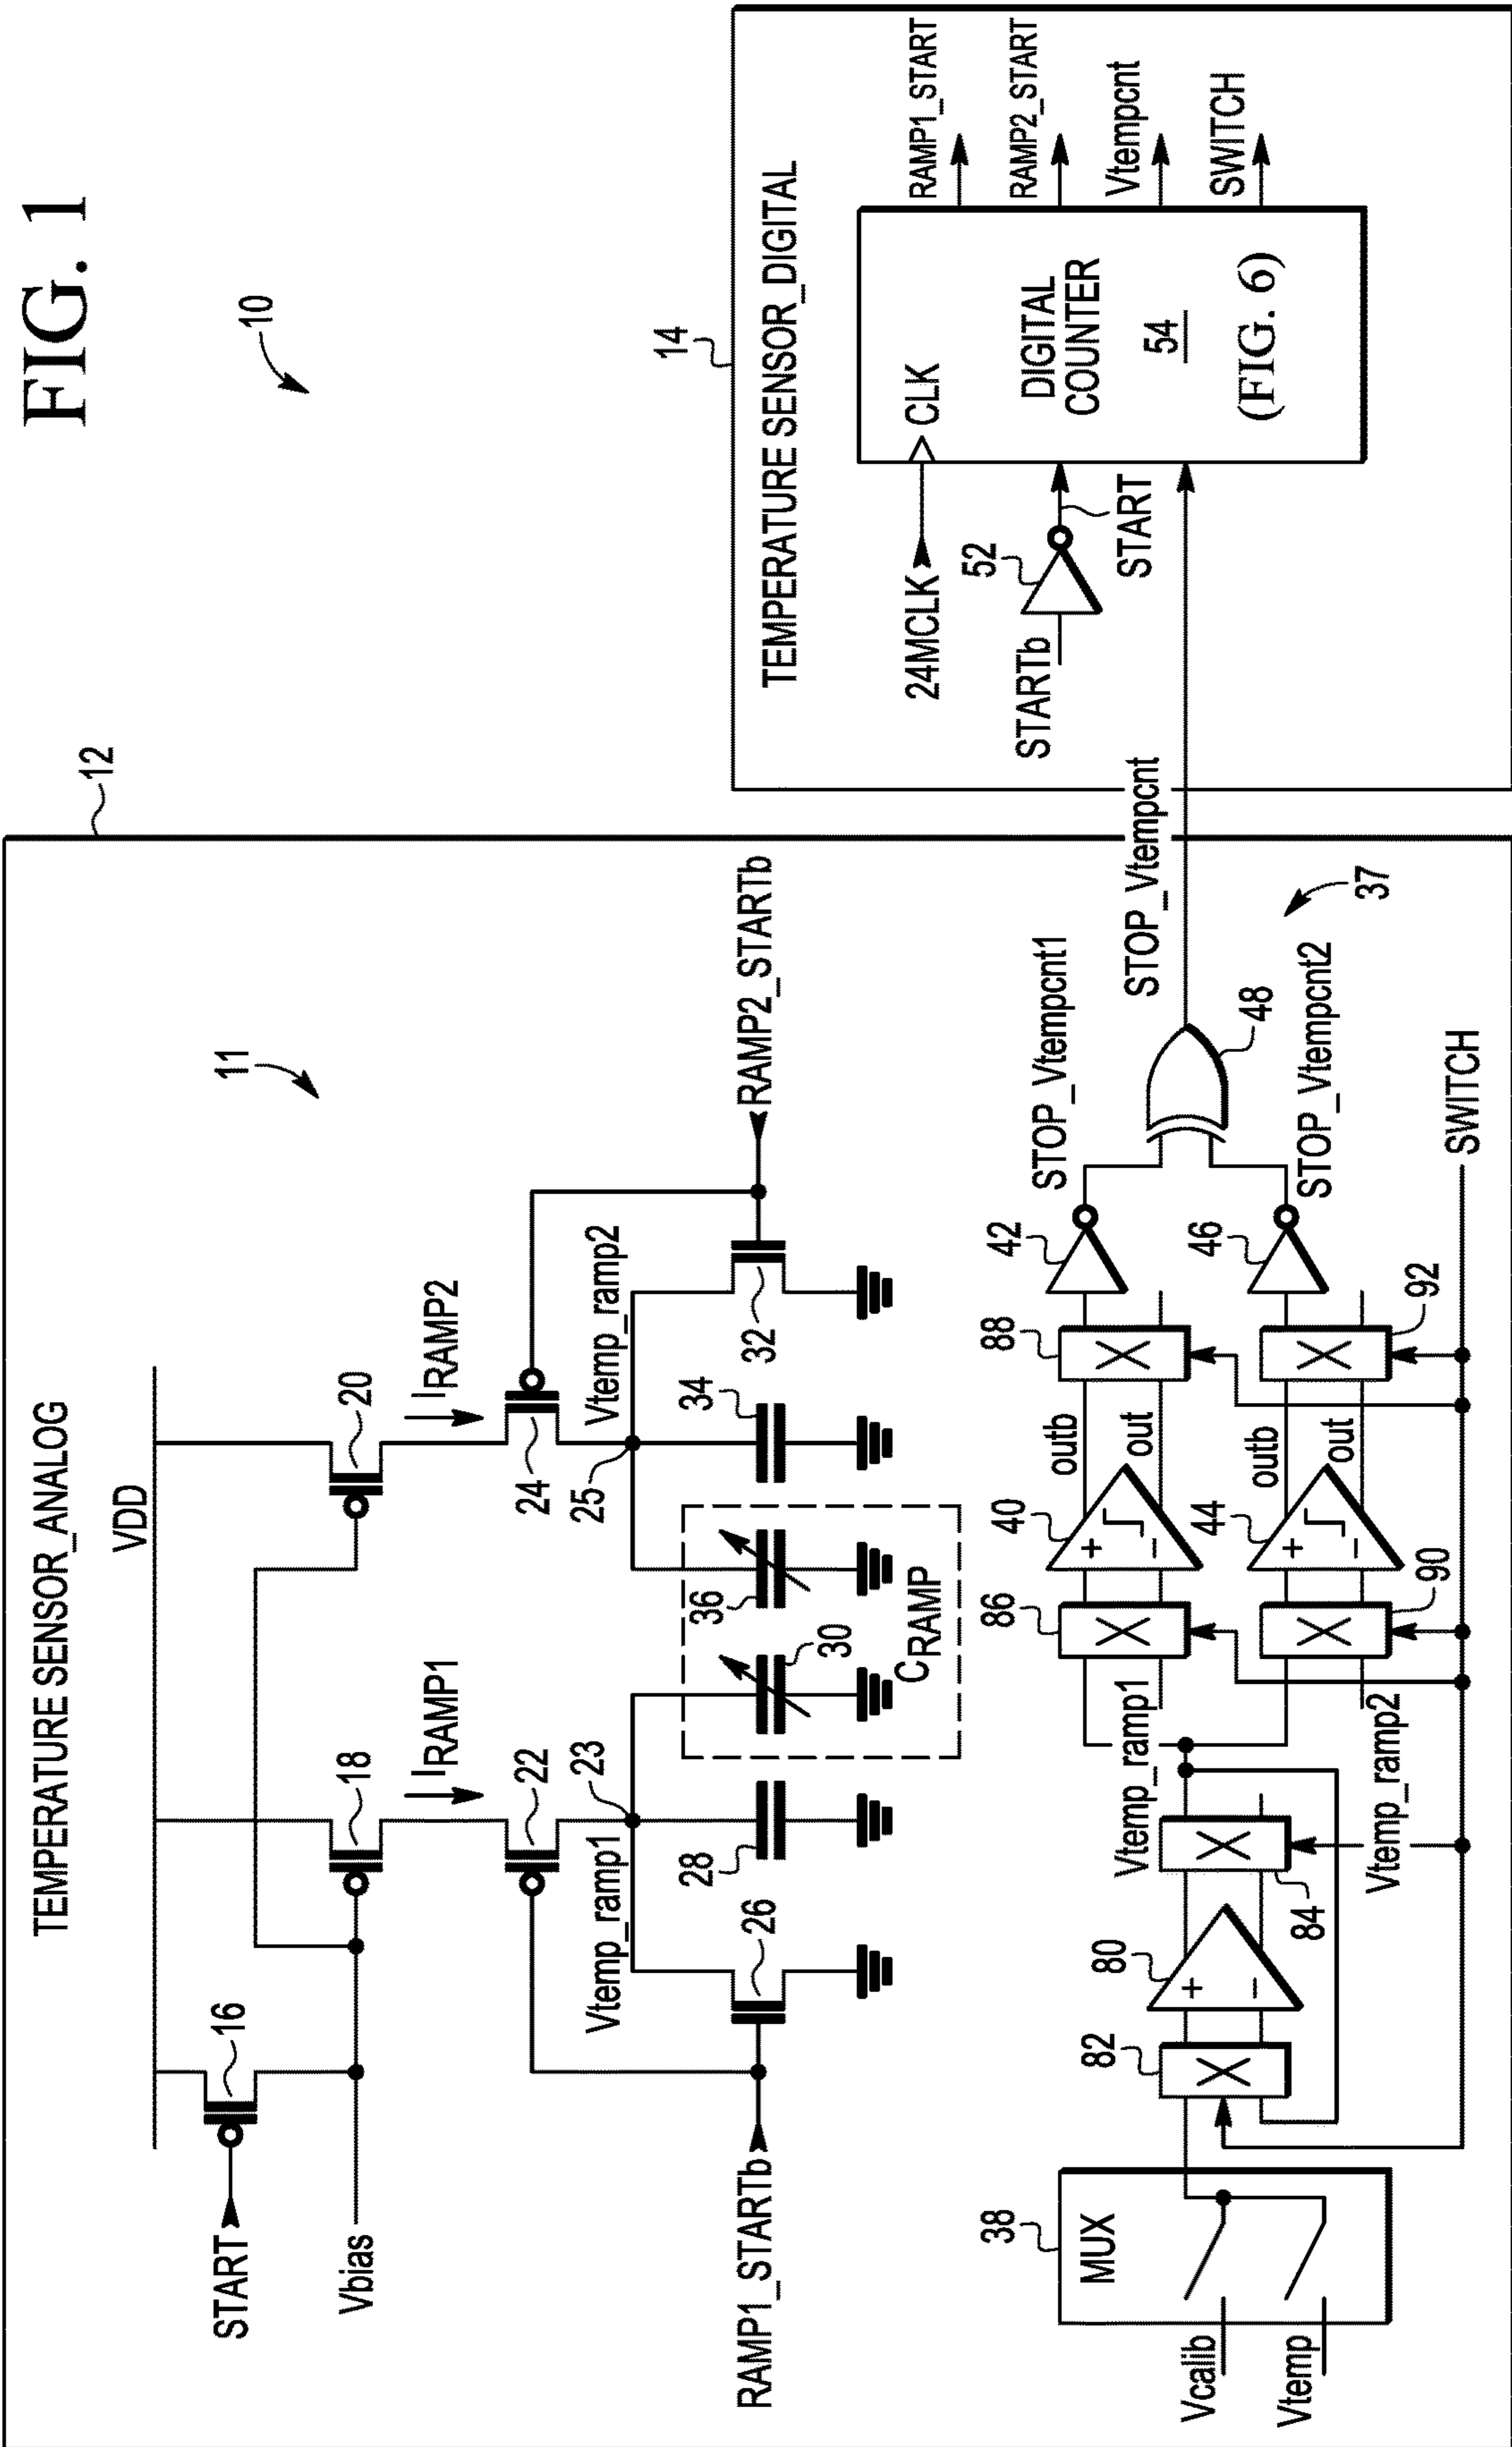 FIG. 1
10
12
TEMPERATURE SENSOR_ANALOG
11
VDD
START
16
Vbias
18
20
IRAMP1
IRAMP2
22
24
23
25
Vtemp_ramp1
Vtemp_ramp2
26
28
30
36
34
32
CRAMP
RAMP1_STARTb
RAMP2_STARTb
38
MUX
Vcalib
Vtemp
82
80
+
−
84
Vtemp_ramp1
Vtemp_ramp2
86
40
+
−
outb
out
88
42
STOP_Vtempcnt1
90
44
+
−
outb
out
92
46
STOP_Vtempcnt2
48
37
SWITCH
STOP_Vtempcnt
14
TEMPERATURE SENSOR_DIGITAL
24MCLK
CLK
STARTb
52
START
DIGITAL
COUNTER
54
(FIG. 6)
RAMP1_START
RAMP2_START
Vtempcnt
SWITCH